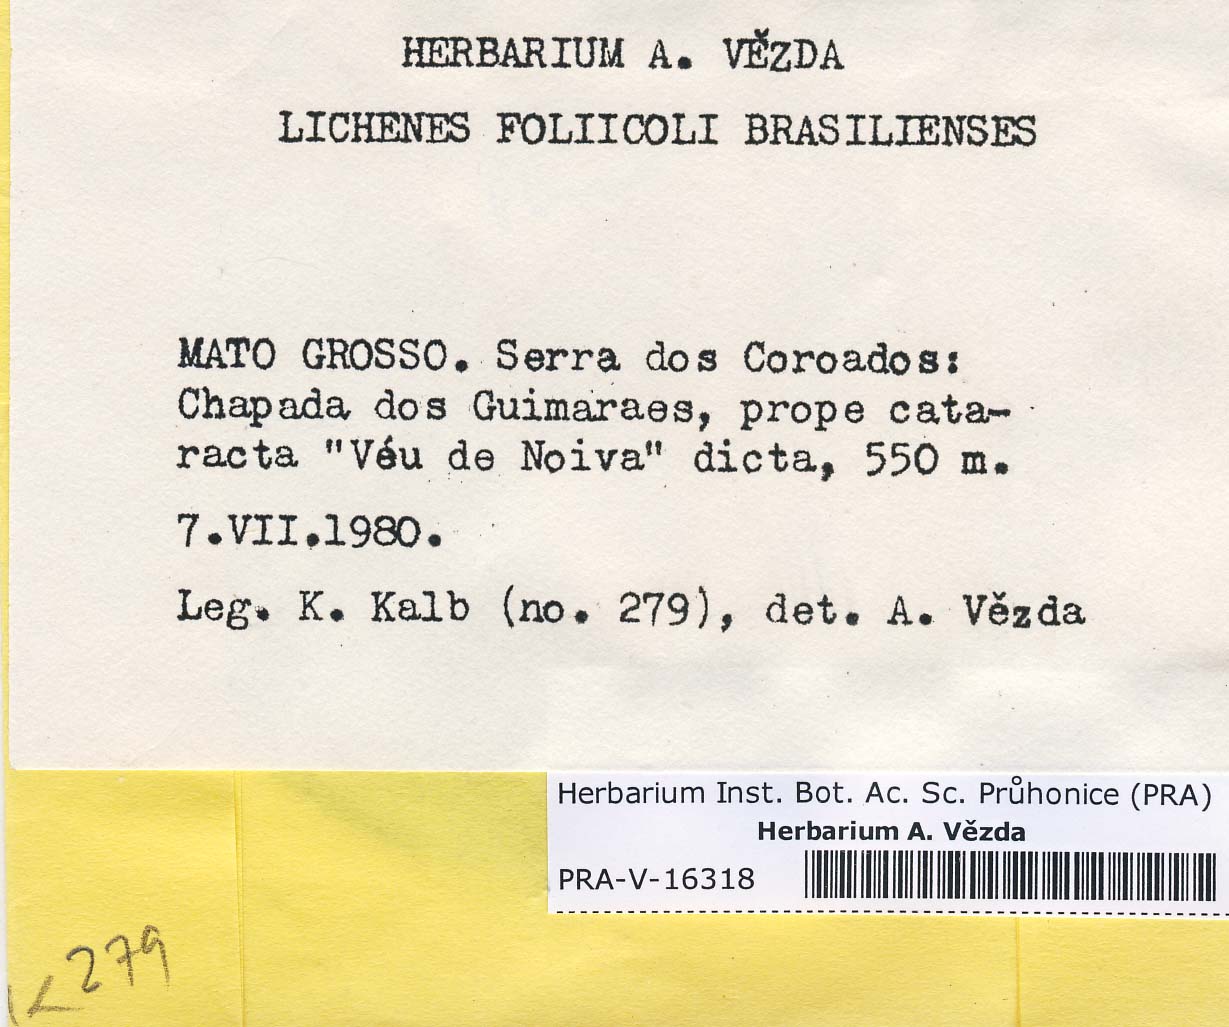 HERBARIUM A. VĚZDA
LICHENES FOLIICOLI BRASILIENSES
MATO GROSSO. Serra dos Coroados:
Chapada dos Guimaraes, prope cata-
racta "Véu de Noiva" dicta, 550 m.
7.VII.1980.
Leg. K. Kalb (no. 279), det. A. Vězda
Herbarium Inst. Bot. Ac. Sc. Průhonice (PRA)
Herbarium A. Vězda
PRA-V-16318
K 279